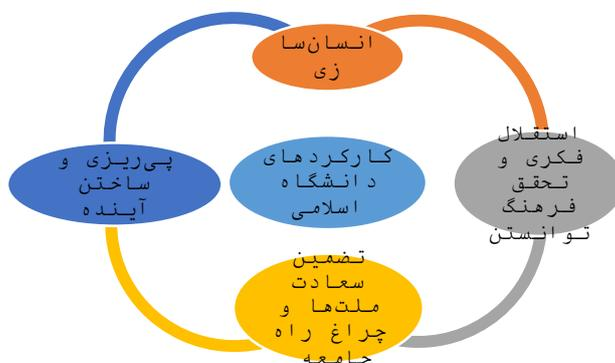 انسان‌سا
زی
استقلال
فکری و
تحقق
فرهنگ
توانستن
کارکردهای
دانشگاه
اسلامی
پی‌ریزی و
ساختن
آینده
تضمین
سعادت
ملت‌ها و
چراغ راه
جامعه